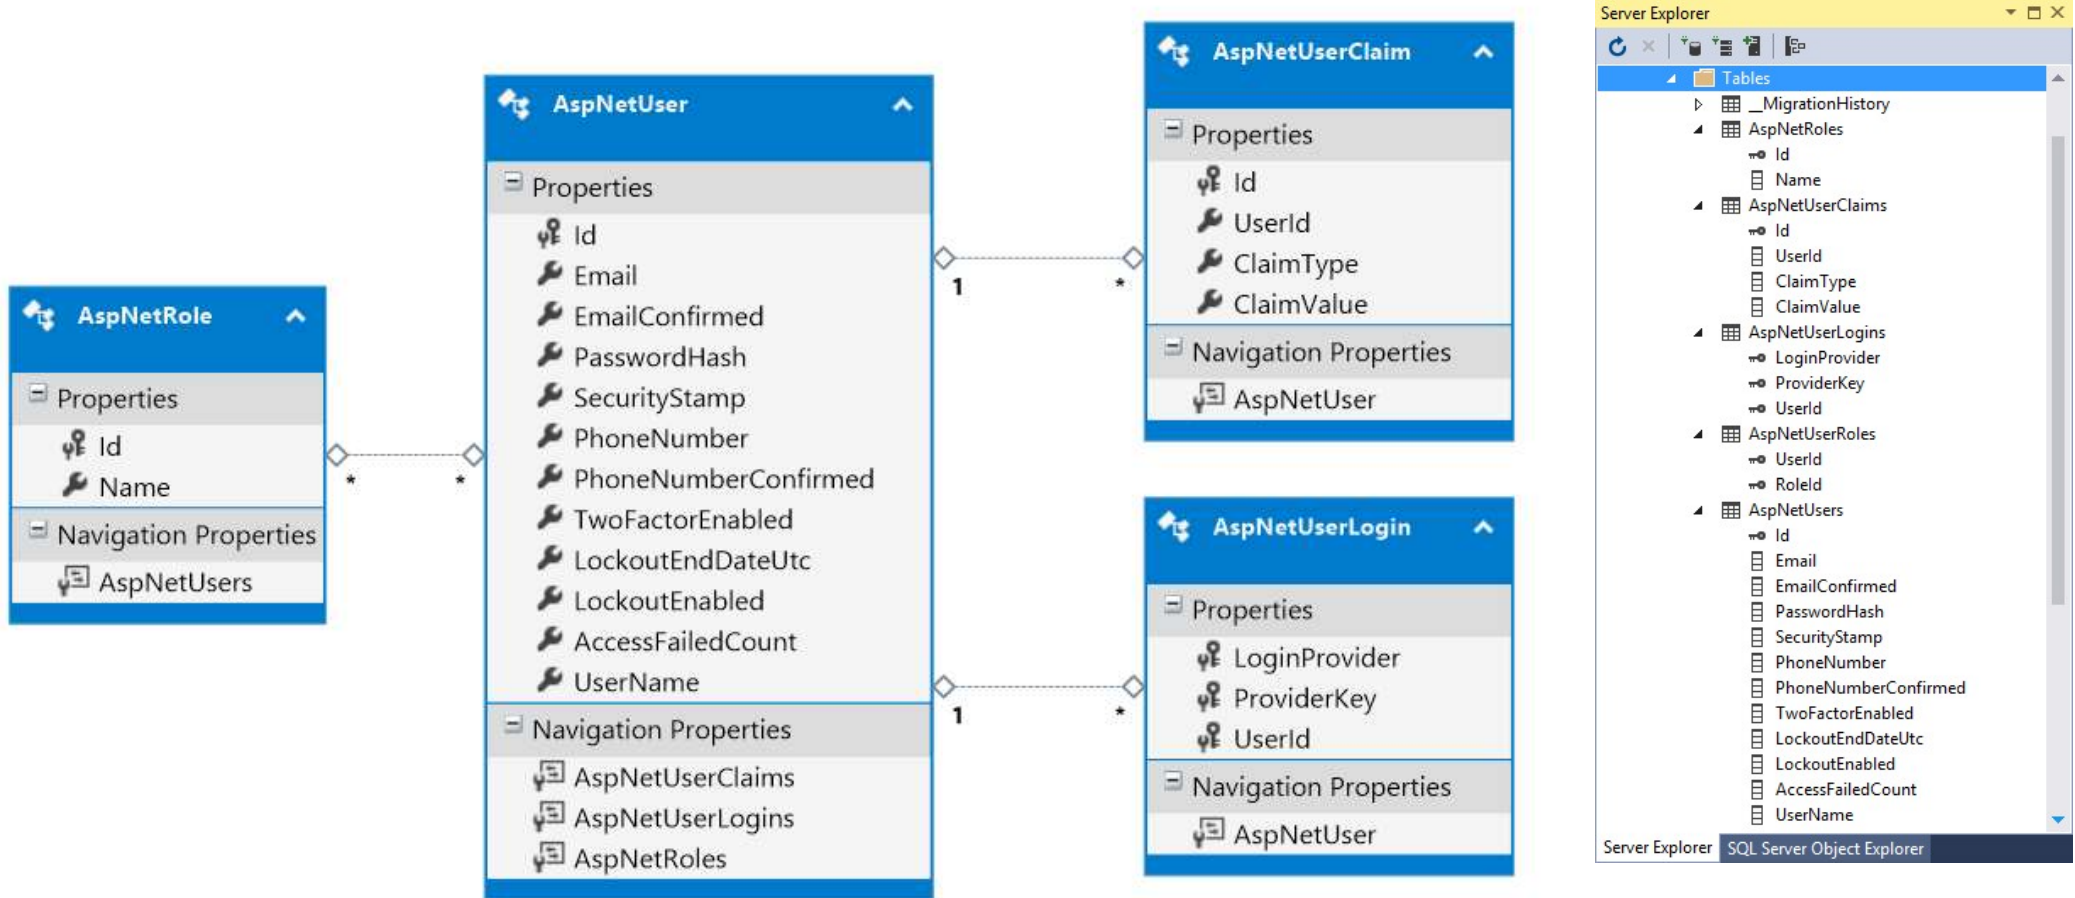 AspNetRole
Properties
Id
Name
Navigation Properties
AspNetUsers
*
*
AspNetUser
Properties
Id
Email
EmailConfirmed
PasswordHash
SecurityStamp
PhoneNumber
PhoneNumberConfirmed
TwoFactorEnabled
LockoutEndDateUtc
LockoutEnabled
AccessFailedCount
UserName
Navigation Properties
AspNetUserClaims
AspNetUserLogins
AspNetRoles
1
*
1
*
AspNetUserClaim
Properties
Id
UserId
ClaimType
ClaimValue
Navigation Properties
AspNetUser
AspNetUserLogin
Properties
LoginProvider
ProviderKey
UserId
Navigation Properties
AspNetUser
Server Explorer
Tables
__MigrationHistory
AspNetRoles
Id
Name
AspNetUserClaims
Id
UserId
ClaimType
ClaimValue
AspNetUserLogins
LoginProvider
ProviderKey
UserId
AspNetUserRoles
UserId
RoleId
AspNetUsers
Id
Email
EmailConfirmed
PasswordHash
SecurityStamp
PhoneNumber
PhoneNumberConfirmed
TwoFactorEnabled
LockoutEndDateUtc
LockoutEnabled
AccessFailedCount
UserName
Server Explorer SQL Server Object Explorer